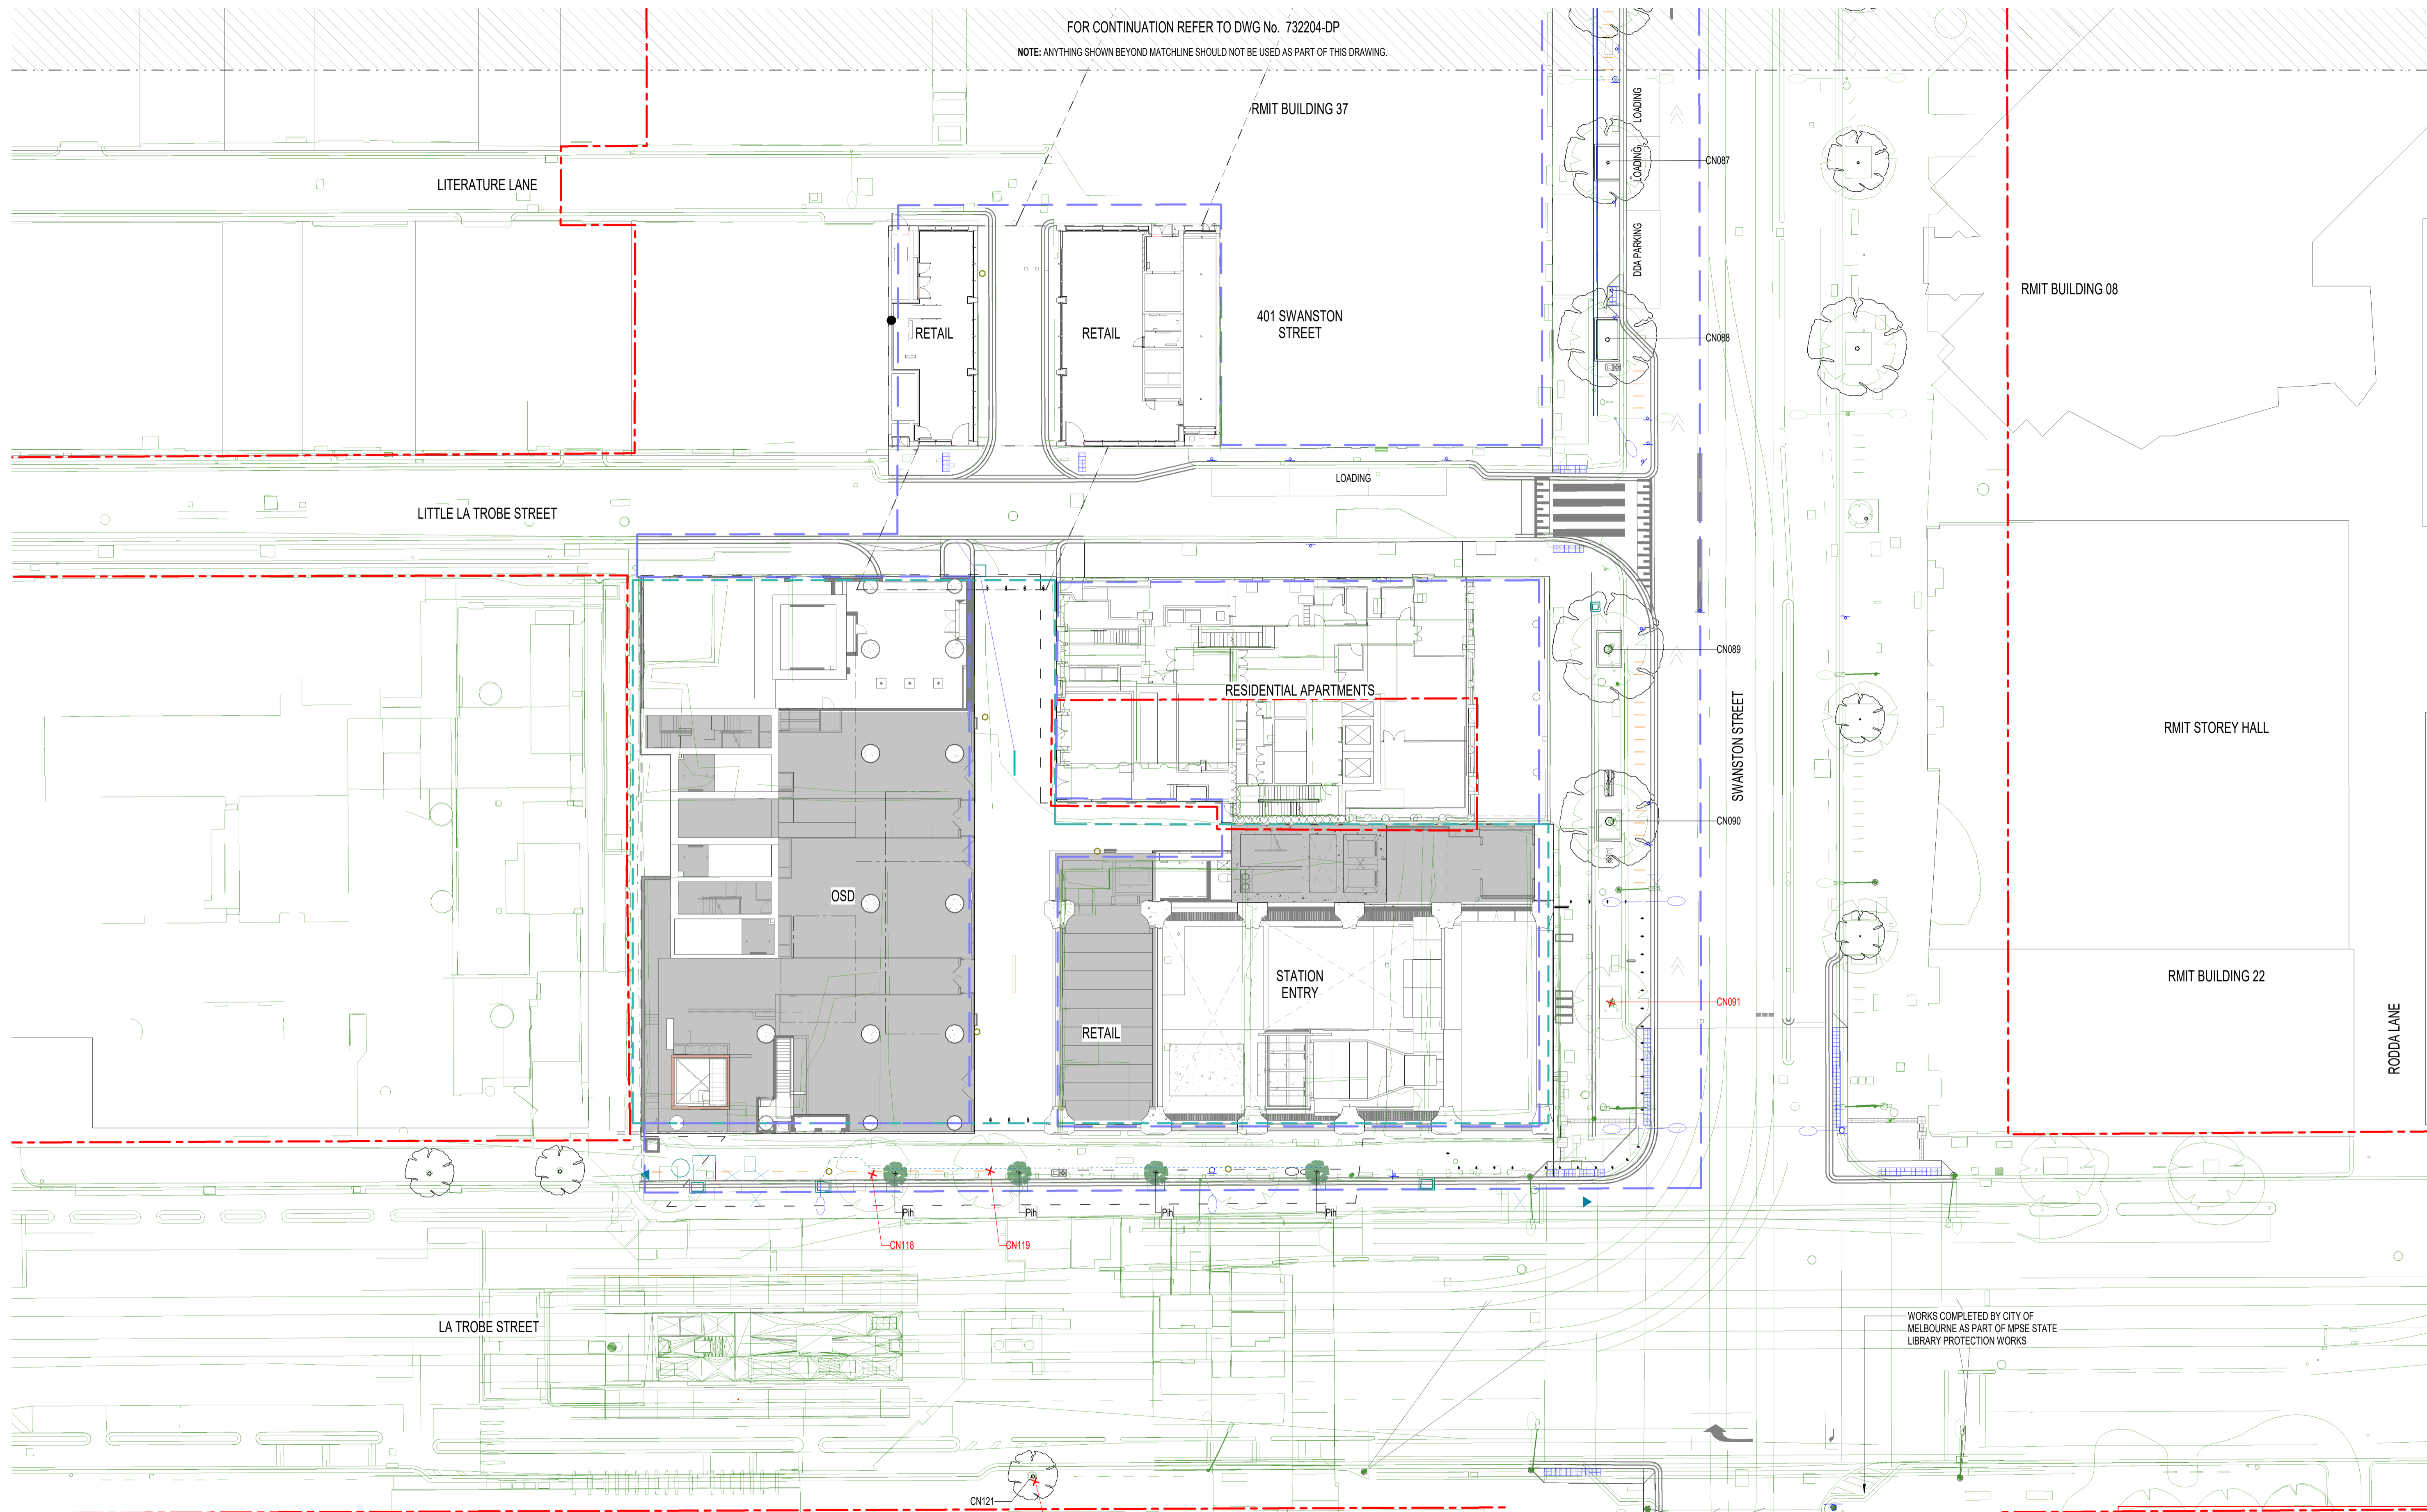 FOR CONTINUATION REFER TO DWG No. 732204-DP
NOTE: ANYTHING SHOWN BEYOND MATCHLINE SHOULD NOT BE USED AS PART OF THIS DRAWING.
RMIT BUILDING 37
LOADING
LOADING
CN087
LITERATURE LANE
DDA PARKING
RMIT BUILDING 08
401 SWANSTON
STREET
RETAIL
RETAIL
CN088
LOADING
LITTLE LA TROBE STREET
CN089
RESIDENTIAL APARTMENTS
SWANSTON STREET
RMIT STOREY HALL
CN090
OSD
STATION
ENTRY
RMIT BUILDING 22
CN091
RETAIL
RODDA LANE
Pih
Pih
Pih
Pih
CN118
CN119
LA TROBE STREET
WORKS COMPLETED BY CITY OF
MELBOURNE AS PART OF MPSE STATE
LIBRARY PROTECTION WORKS
CN121